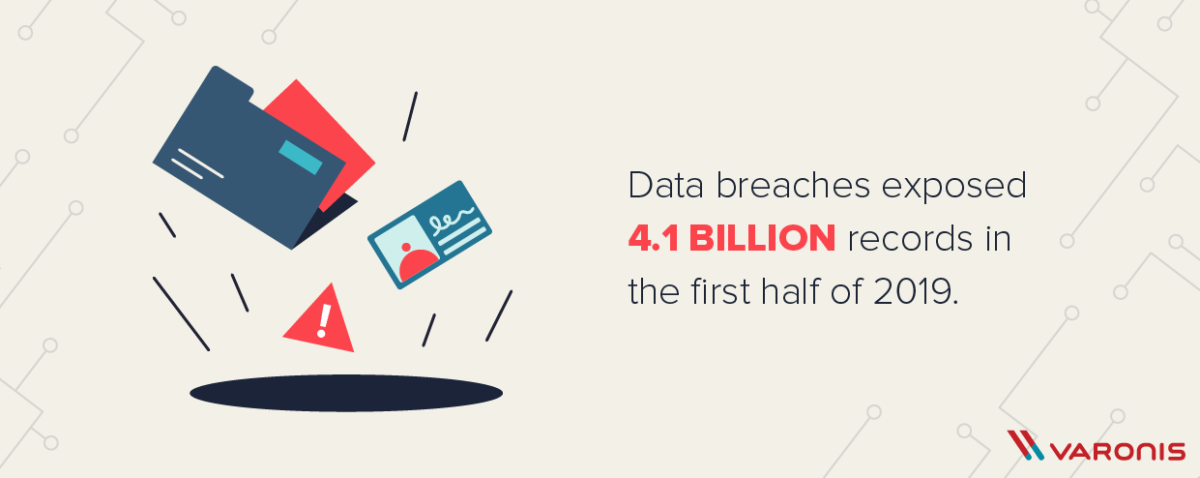 Data breaches exposed
4.1 BILLION records in
the first half of 2019.
!
VARONIS